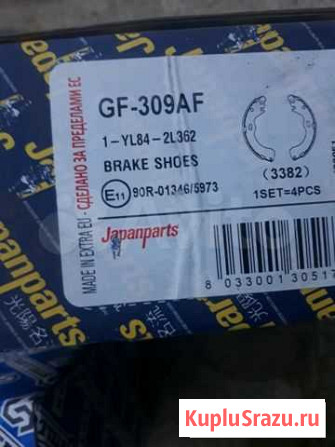 GF-309AF
1-YL84-2L362
BRAKE SHOES
E11 90R-01346/5973
(3382)
1SET=4PCS
Japanparts
MADE IN EXTRA EU - СДЕЛАНО ЗА ПРЕДЕЛАМИ ЕС
8 033001 30517
KupluSrazu.ru